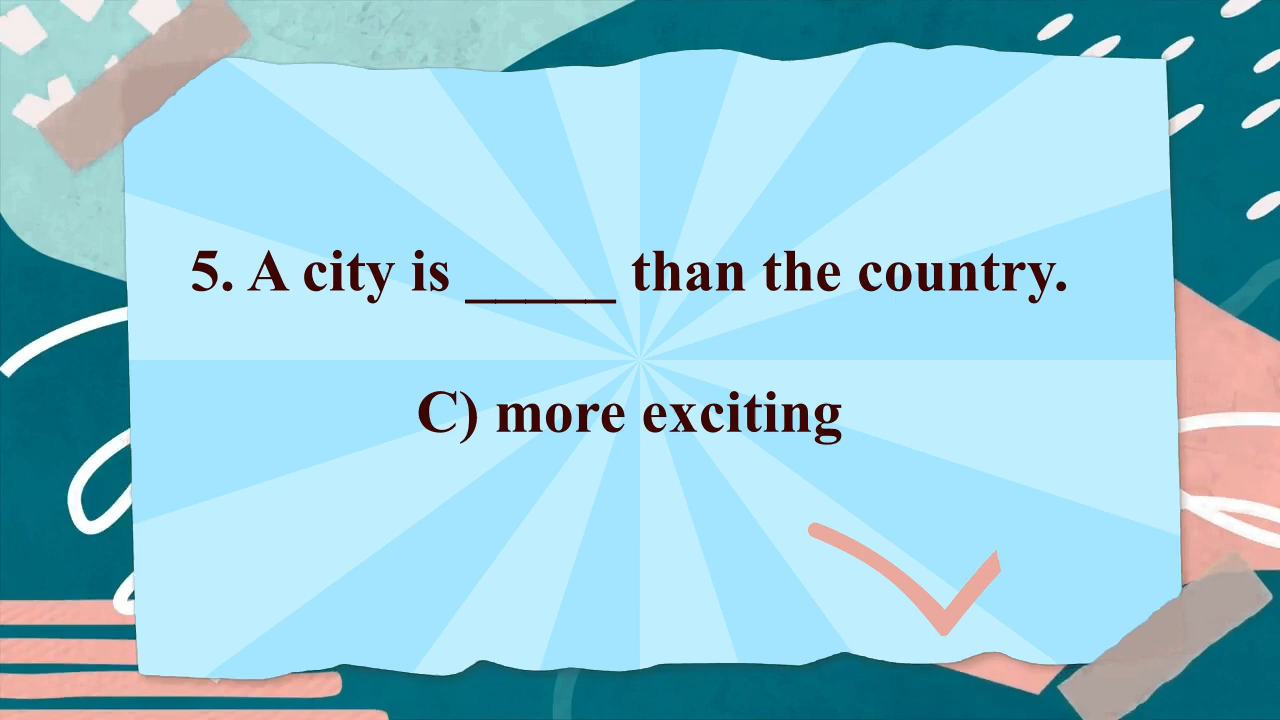 5. A city is _____ than the country.
C) more exciting